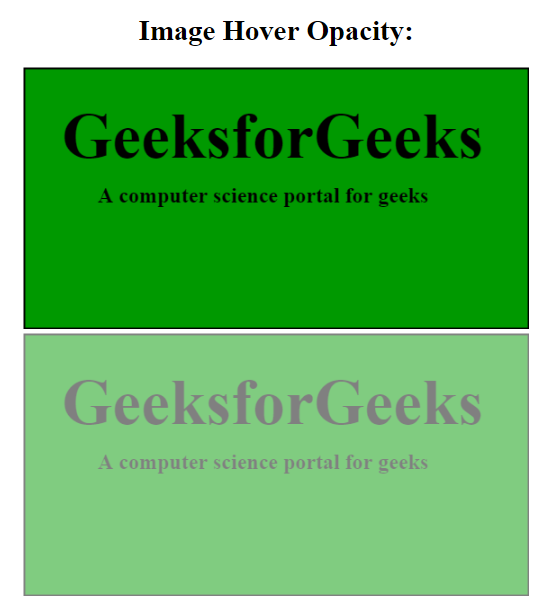 Image Hover Opacity:
GeeksforGeeks
A computer science portal for geeks
GeeksforGeeks
A computer science portal for geeks